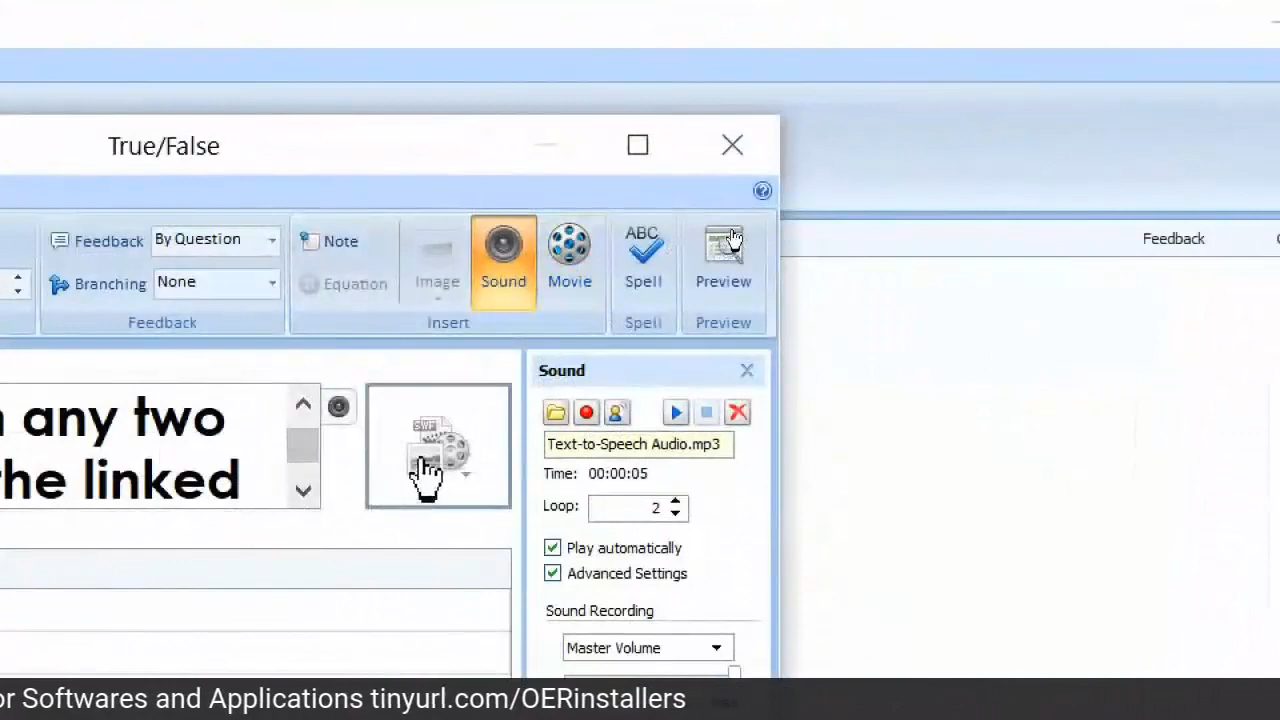 True/False
Feedback By Question
Branching None
Feedback
Note
Equation
Image
Sound
Movie
Insert
ABC
Spell
Spell
Preview
Preview
Feedback
any two
the linked
SWF
Sound
Text-to-Speech Audio.mp3
Time: 00:00:05
Loop: 2
Play automatically
Advanced Settings
Sound Recording
Master Volume
or Softwares and Applications tinyurl.com/OERinstallers